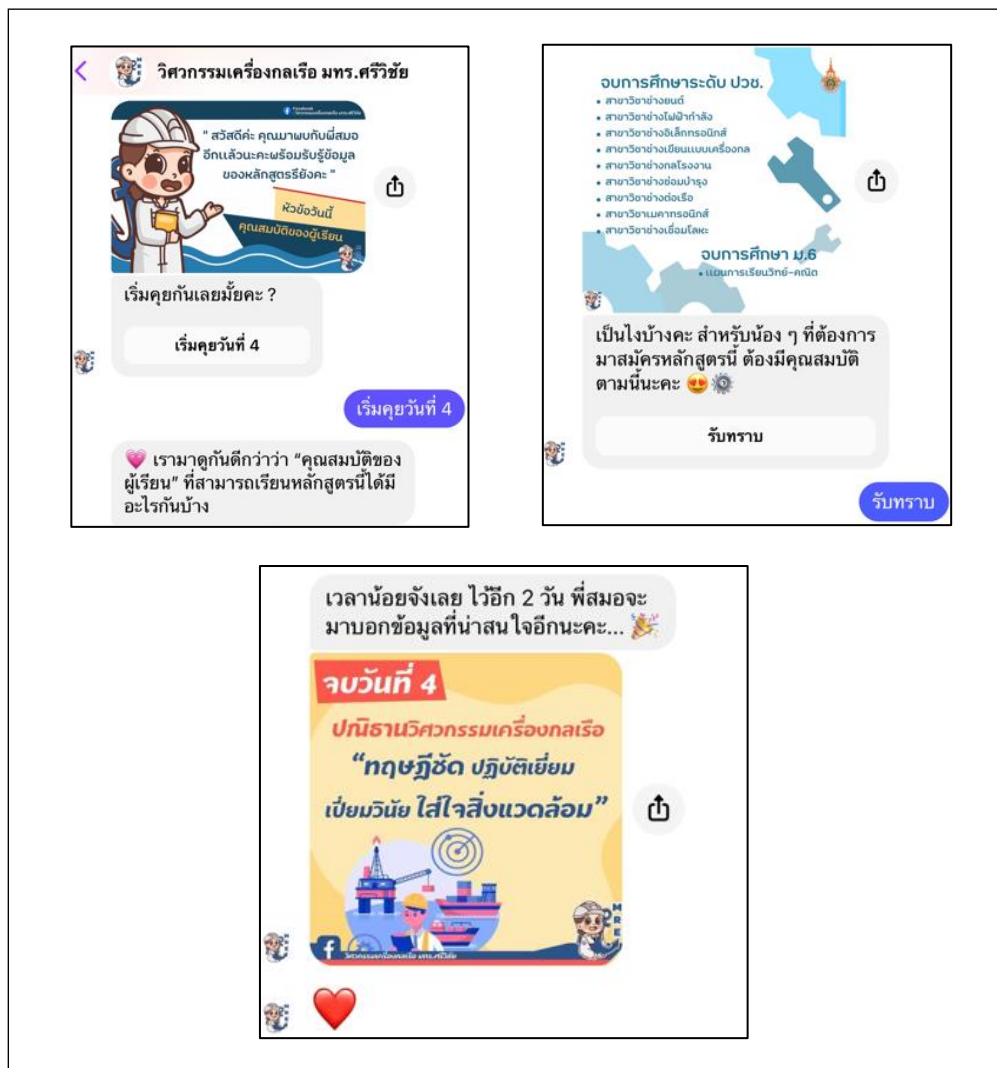 วิศวกรรมเครื่องกลเรือ มทร.ศรีวิชัย
Facebook
วิศวกรรมเครื่องกลเรือ มทร.ศรีวิชัย
" สวัสดีค่ะ คุณมาพบกับพี่สมอ
อีกแล้วนะคะพร้อมรับรู้ข้อมูล
ของหลักสูตรรึยังคะ "
หัวข้อวันนี้
คุณสมบัติของผู้เรียน
เริ่มคุยกันเลยมั้ยคะ ?
เริ่มคุยวันที่ 4
เริ่มคุยวันที่ 4
💗 เรามาดูกันดีกว่าว่า “คุณสมบัติของ
ผู้เรียน” ที่สามารถเรียนหลักสูตรนี้ได้มี
อะไรกันบ้าง
จบการศึกษาระดับ ปวช.
• สาขาวิชาช่างยนต์
• สาขาวิชาช่างไฟฟ้ากำลัง
• สาขาวิชาช่างอิเล็กทรอนิกส์
• สาขาวิชาช่างเขียนแบบเครื่องกล
• สาขาวิชาช่างกลโรงงาน
• สาขาวิชาช่างซ่อมบำรุง
• สาขาวิชาช่างต่อเรือ
• สาขาวิชาเมคาทรอนิกส์
• สาขาวิชาช่างเชื่อมโลหะ
จบการศึกษา ม.6
• แผนการเรียนวิทย์-คณิต
เป็นไงบ้างคะ สำหรับน้อง ๆ ที่ต้องการ
มาสมัครหลักสูตรนี้ ต้องมีคุณสมบัติ
ตามนี้นะคะ 😍 ⚙️
รับทราบ
รับทราบ
เวลาน้อยจังเลย ไว้อีก 2 วัน พี่สมอจะ
มาบอกข้อมูลที่น่าสนใจอีกนะคะ... 🎉
จบวันที่ 4
ปณิธานวิศวกรรมเครื่องกลเรือ
“ทฤษฎีชัด ปฏิบัติเยี่ยม
เปี่ยมวินัย ใส่ใจสิ่งแวดล้อม”
วิศวกรรมเครื่องกลเรือ มทร.ศรีวิชัย
❤️